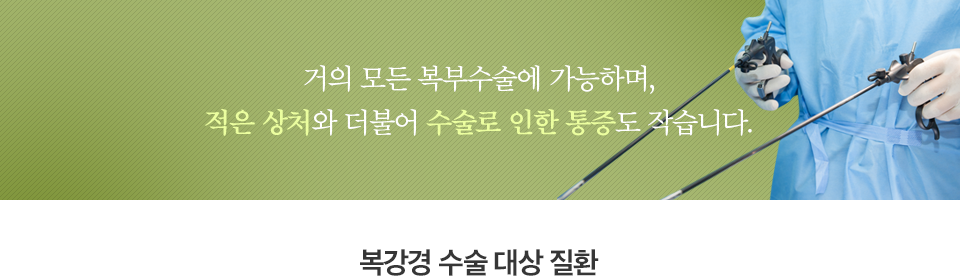 거의 모든 복부수술에 가능하며,
적은 상처와 더불어 수술로 인한 통증도 작습니다.
복강경 수술 대상 질환